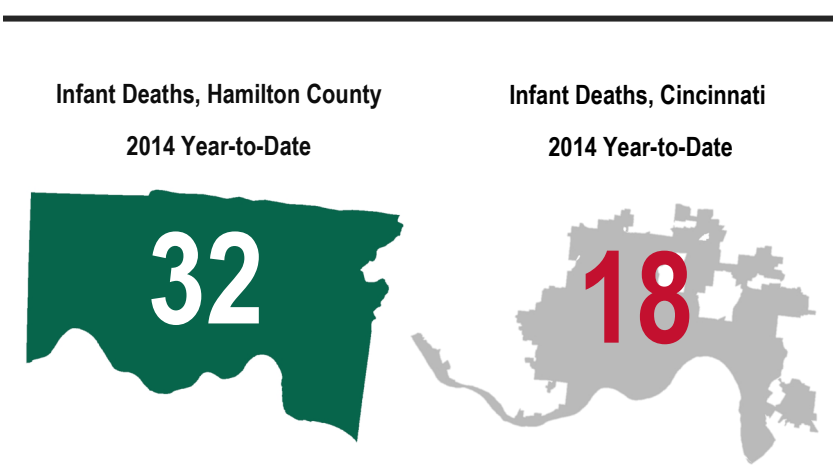 Infant Deaths, Hamilton County
2014 Year-to-Date
32
Infant Deaths, Cincinnati
2014 Year-to-Date
18